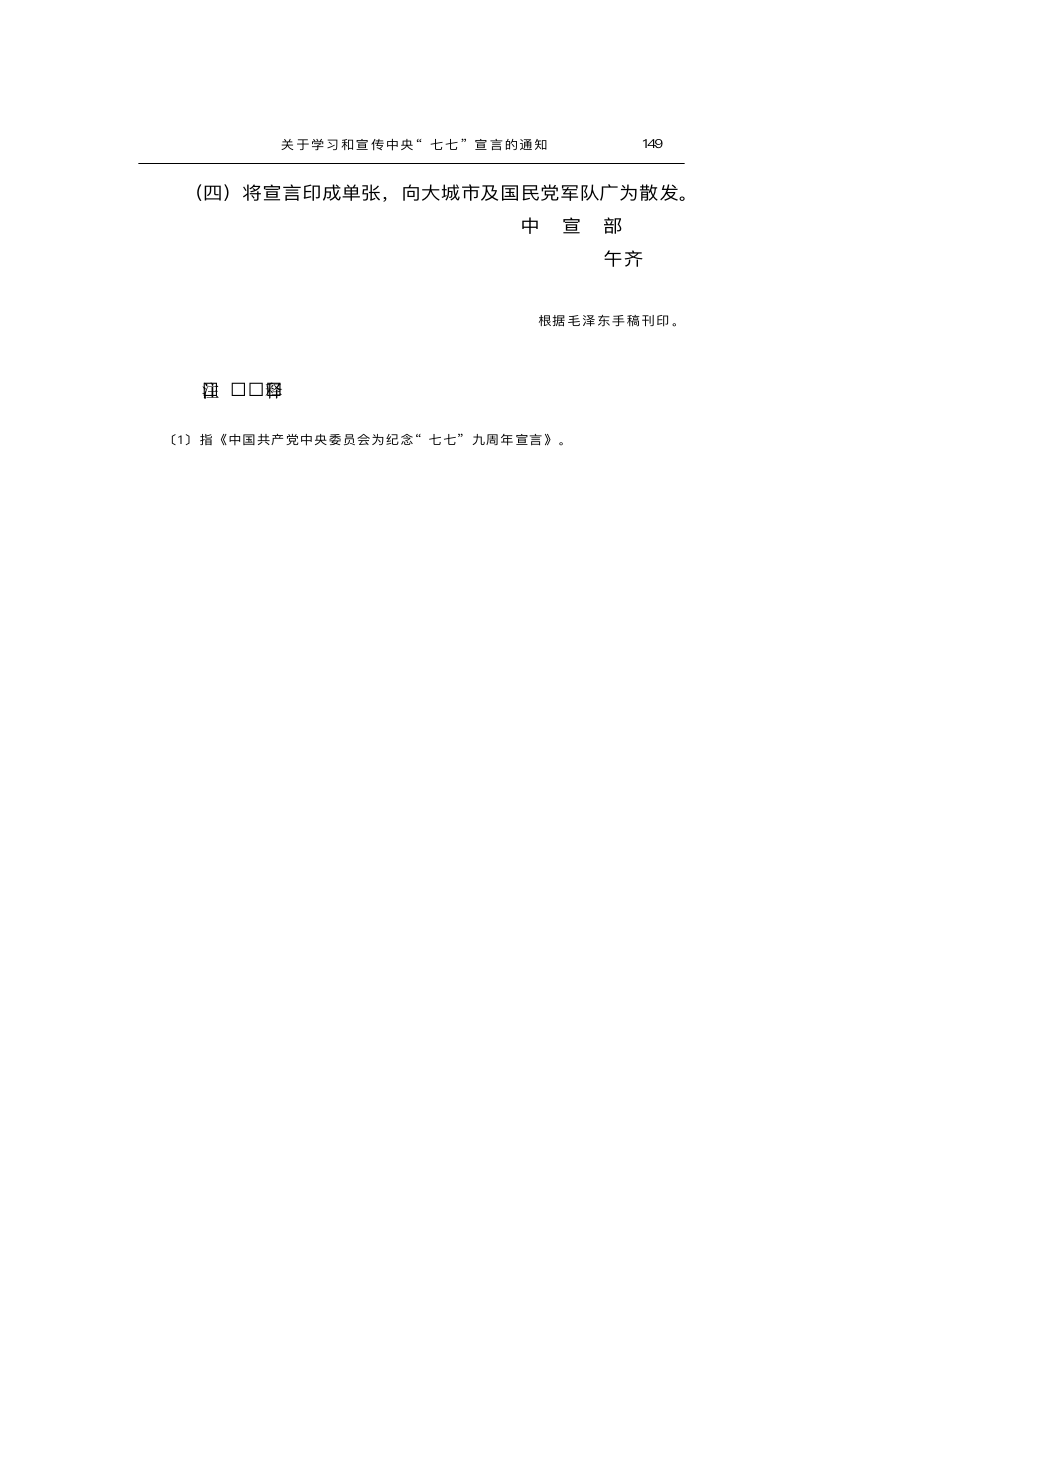 关于学习和宣传中央“七七”宣言的通知 149
（四）将宣言印成单张，向大城市及国民党军队广为散发。
中 宣 部
午齐
根据毛泽东手稿刊印。
注 □□释
〔1〕指《中国共产党中央委员会为纪念“七七”九周年宣言》。